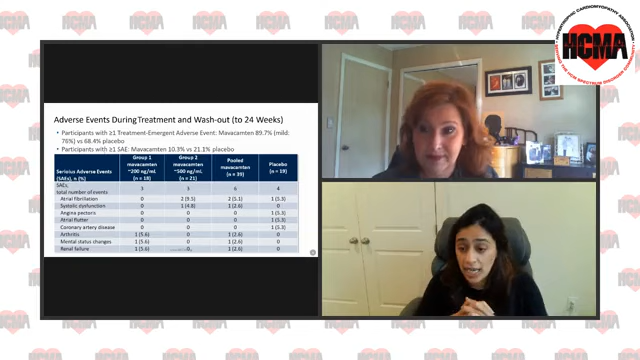 HYPERTROPHIC CARDIOMYOPATHY ASSOCIATION
HCMA
Adverse Events During Treatment and Wash-out (to 24 Weeks)
• Participants with ≥1 Treatment-Emergent Adverse Event: Mavacamten 89.7% (mild:
76%) vs 68.4% placebo
• Participants with ≥1 SAE: Mavacamten 10.3% vs 21.1% placebo
Serious Adverse Events (SAEs), n (%) Group 1 mavacamten ~200 ng/mL (n = 18) Group 2 mavacamten ~500 ng/mL (n = 21) Pooled mavacamten (n = 39) Placebo (n = 19)
SAEs, total number of events 3 3 6 4
Atrial fibrillation 0 2 (9.5) 2 (5.1) 1 (5.3)
Systolic dysfunction 0 1 (4.8) 1 (2.6) 0
Angina pectoris 0 0 0 1 (5.3)
Atrial flutter 0 0 0 1 (5.3)
Coronary artery disease 0 0 0 1 (5.3)
Arthritis 1 (5.6) 0 1 (2.6) 0
Mental status changes 1 (5.6) 0 1 (2.6) 0
Renal failure 1 (5.6) 0 1 (2.6) 0